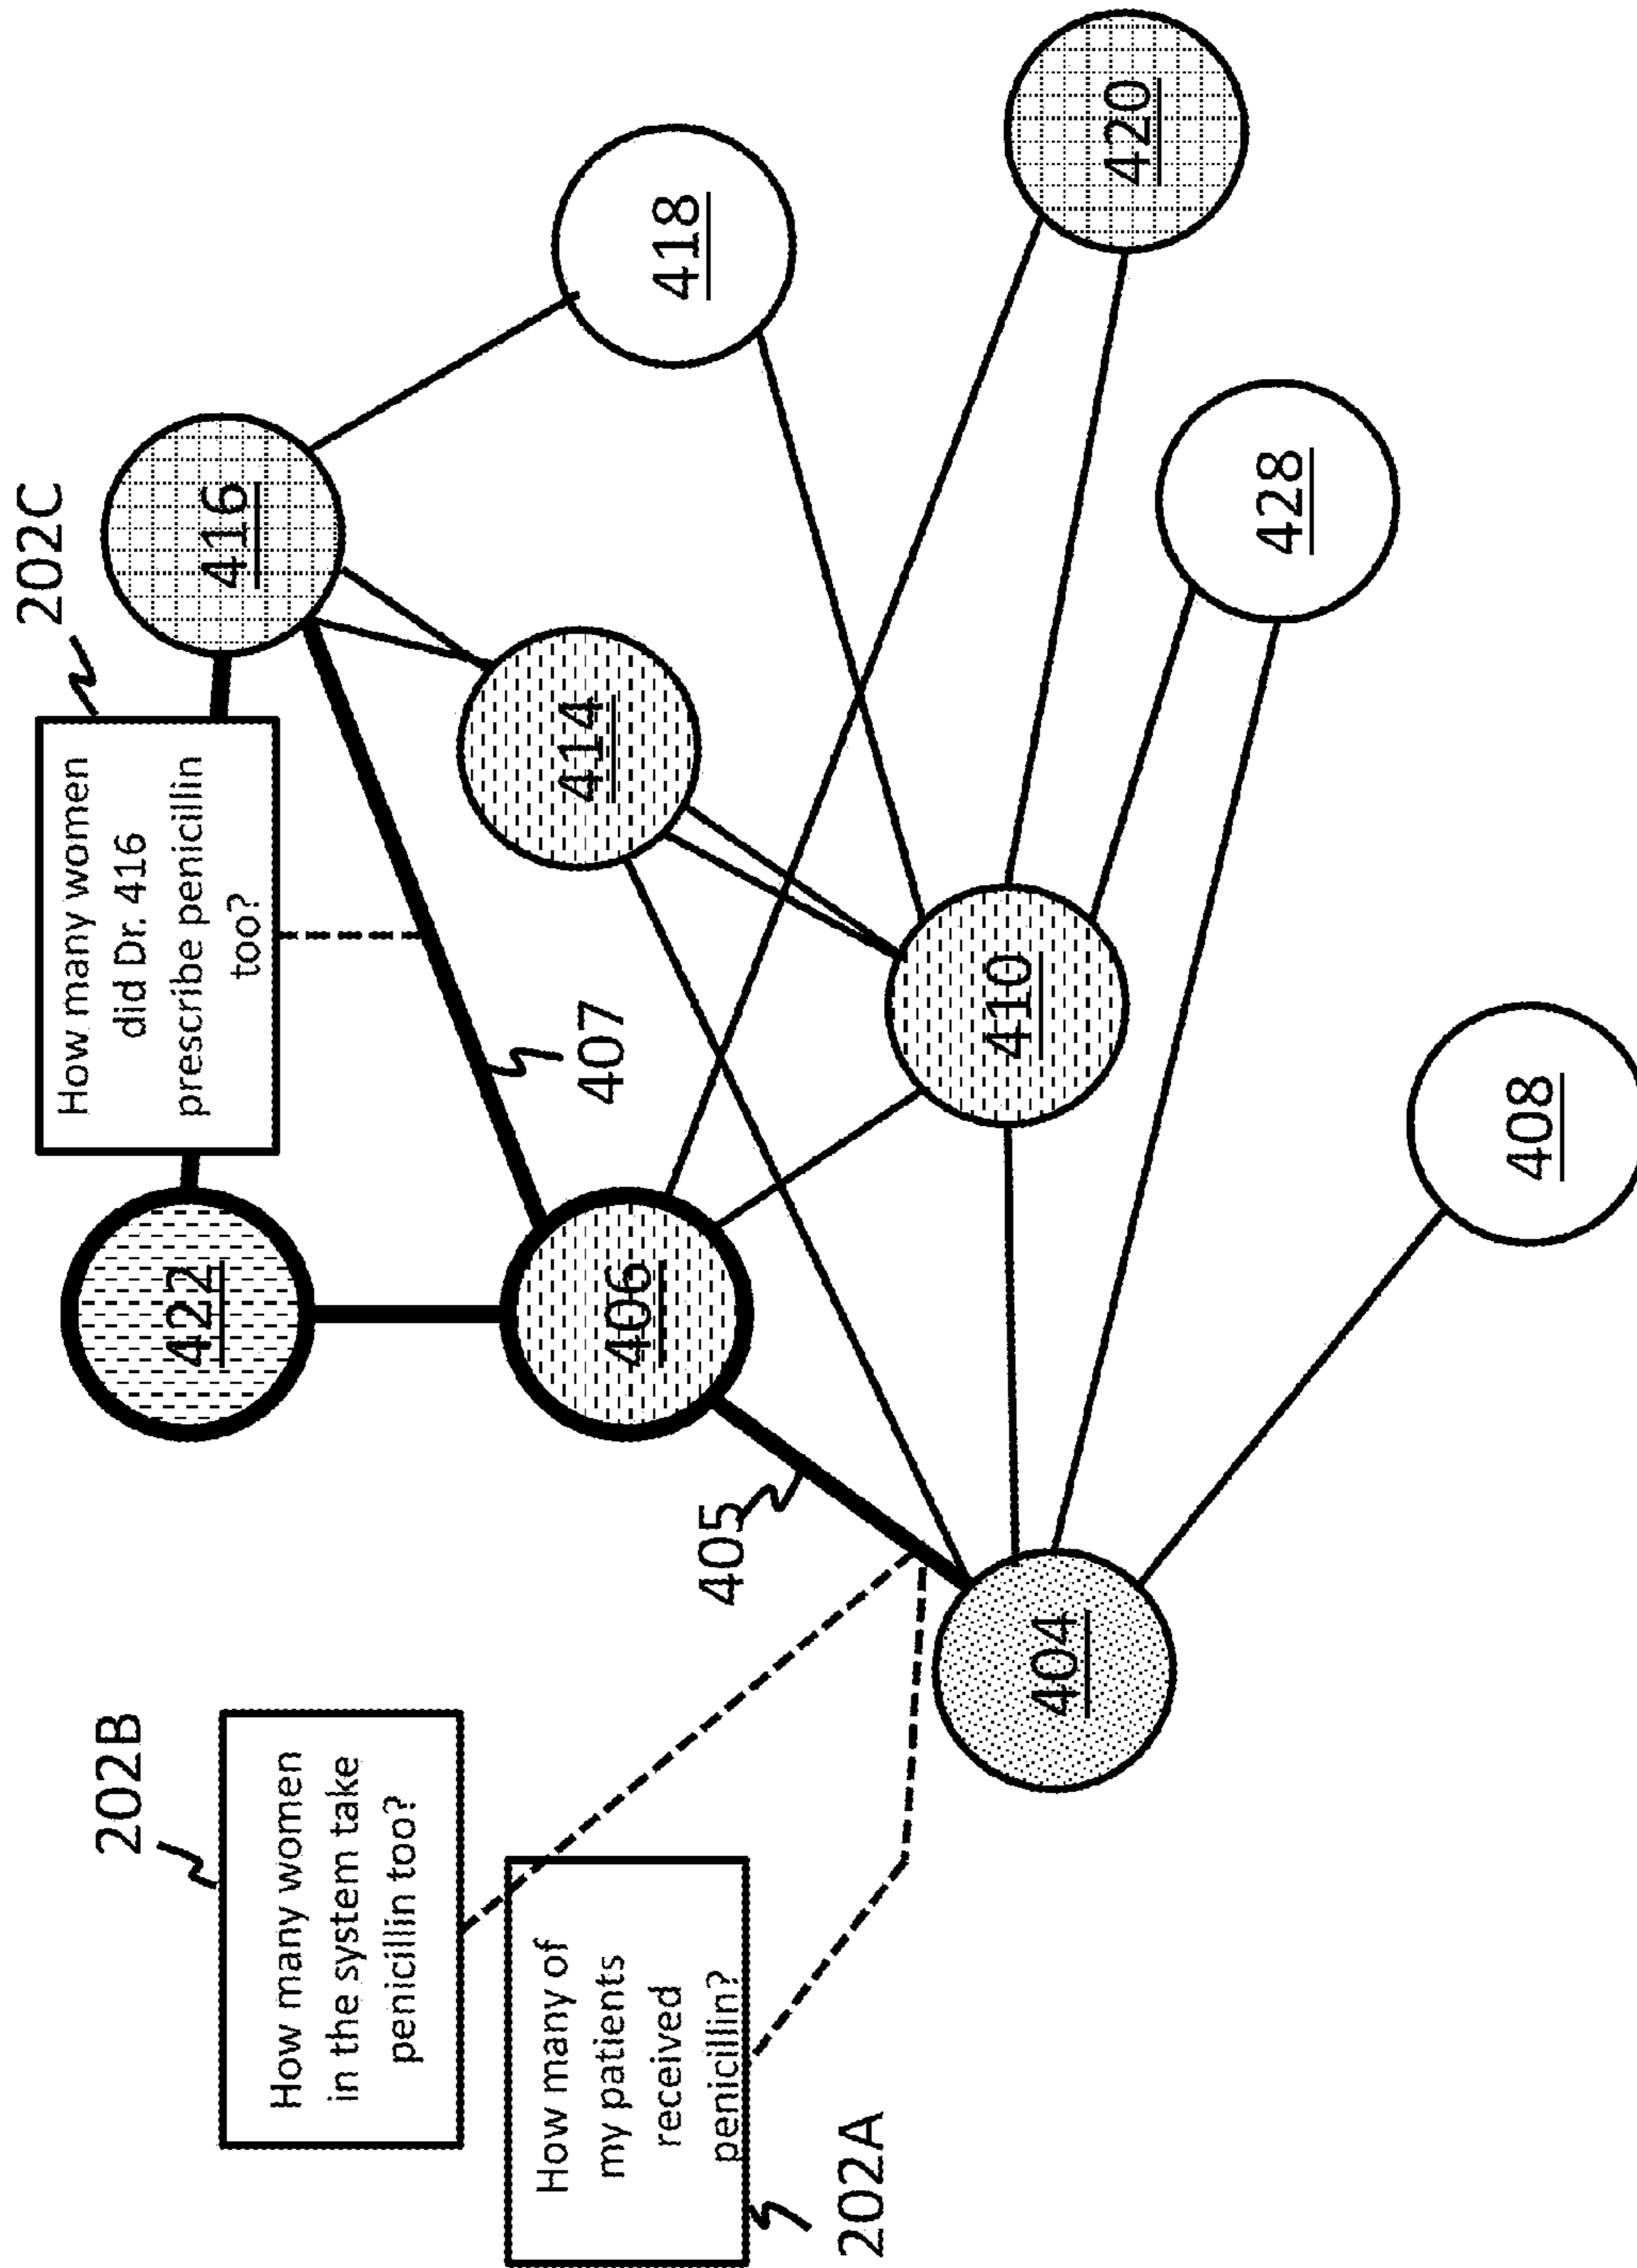 202B
How many women
in the system take
penicillin too?
How many of
my patients
received
penicillin?
202A
202C
How many women
did Dr. 416
prescribe penicillin
too?
422
416
406
407
414
418
405
410
404
420
428
408